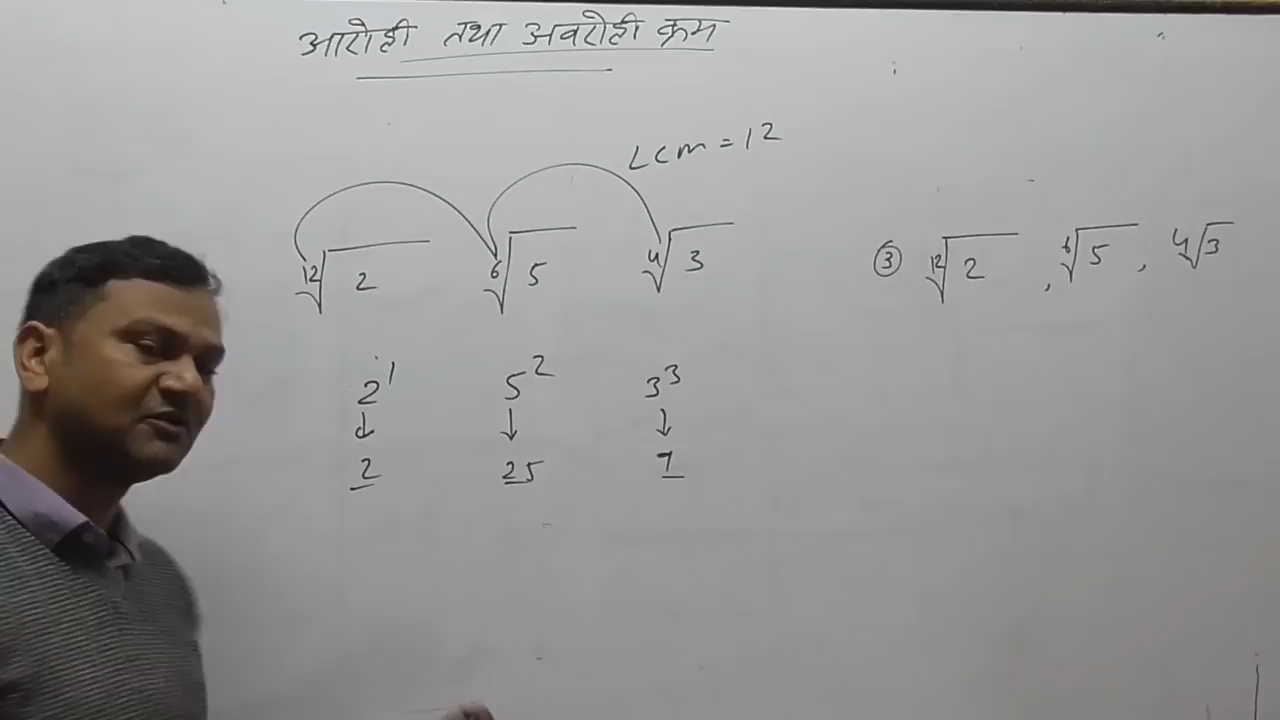 आरोही तथा अवरोही क्रम
LCM = 12
¹²√2 ⁶√5 ⁴√3
③ ¹²√2 , ⁶√5 , ⁴√3
2¹ 5² 3³
↓ ↓ ↓
2 25 9